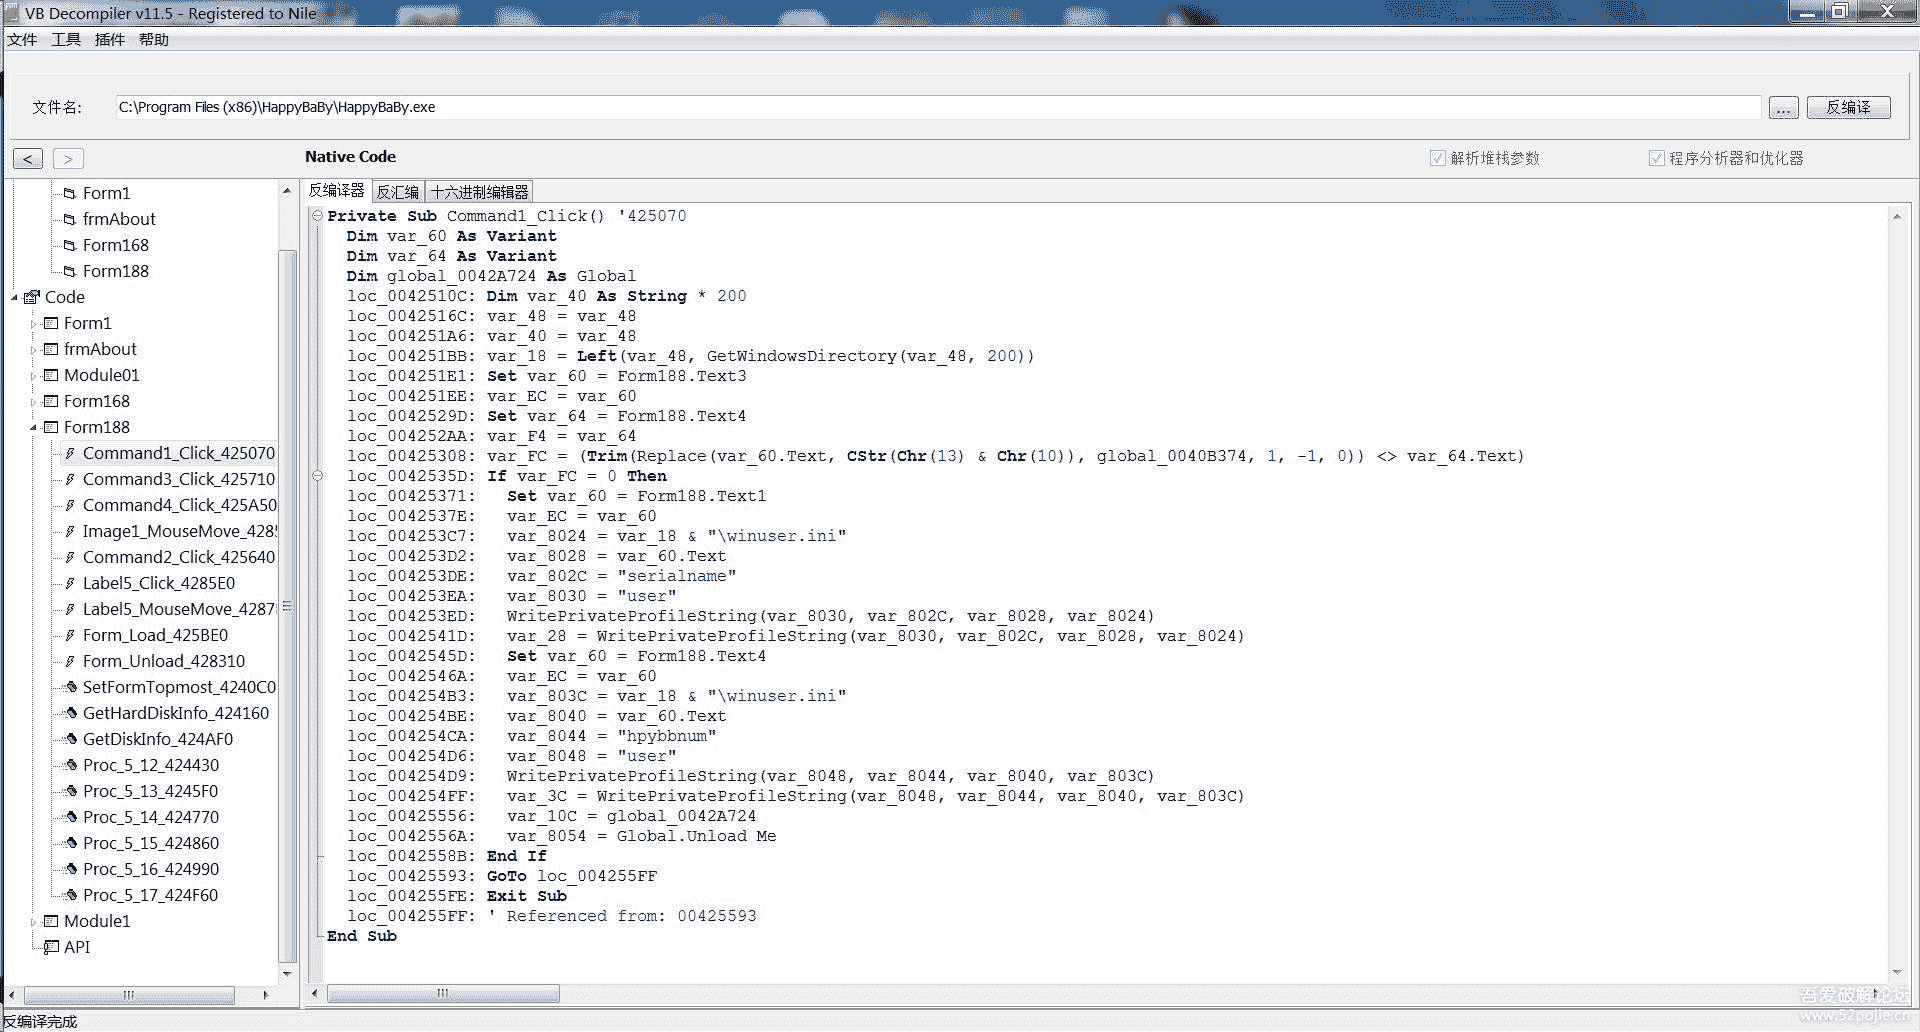 VB Decompiler v11.5 - Registered to Nile
文件 工具 插件 帮助
文件名: C:\Program Files (x86)\HappyBaBy\HappyBaBy.exe ... 反编译
< > Native Code 解析堆栈参数 程序分析器和优化器
反编译器 反汇编 十六进制编辑器
Form1
frmAbout
Form168
Form188
Code
Form1
frmAbout
Module01
Form168
Form188
Command1_Click_425070
Command3_Click_425710
Command4_Click_425A50
Image1_MouseMove_428
Command2_Click_425640
Label5_Click_4285E0
Label5_MouseMove_4287
Form_Load_425BE0
Form_Unload_428310
SetFormTopmost_4240C0
GetHardDiskInfo_424160
GetDiskInfo_424AF0
Proc_5_12_424430
Proc_5_13_4245F0
Proc_5_14_424770
Proc_5_15_424860
Proc_5_16_424990
Proc_5_17_424F60
Module1
API
Private Sub Command1_Click() '425070
Dim var_60 As Variant
Dim var_64 As Variant
Dim global_0042A724 As Global
loc_0042510C: Dim var_40 As String * 200
loc_0042516C: var_48 = var_48
loc_004251A6: var_40 = var_48
loc_004251BB: var_18 = Left(var_48, GetWindowsDirectory(var_48, 200))
loc_004251E1: Set var_60 = Form188.Text3
loc_004251EE: var_EC = var_60
loc_0042529D: Set var_64 = Form188.Text4
loc_004252AA: var_F4 = var_64
loc_00425308: var_FC = (Trim(Replace(var_60.Text, CStr(Chr(13) & Chr(10)), global_0040B374, 1, -1, 0)) <> var_64.Text)
loc_0042535D: If var_FC = 0 Then
loc_00425371: Set var_60 = Form188.Text1
loc_0042537E: var_EC = var_60
loc_004253C7: var_8024 = var_18 & "\winuser.ini"
loc_004253D2: var_8028 = var_60.Text
loc_004253DE: var_802C = "serialname"
loc_004253EA: var_8030 = "user"
loc_004253ED: WritePrivateProfileString(var_8030, var_802C, var_8028, var_8024)
loc_0042541D: var_28 = WritePrivateProfileString(var_8030, var_802C, var_8028, var_8024)
loc_0042545D: Set var_60 = Form188.Text4
loc_0042546A: var_EC = var_60
loc_004254B3: var_803C = var_18 & "\winuser.ini"
loc_004254BE: var_8040 = var_60.Text
loc_004254CA: var_8044 = "hpybbnum"
loc_004254D6: var_8048 = "user"
loc_004254D9: WritePrivateProfileString(var_8048, var_8044, var_8040, var_803C)
loc_004254FF: var_3C = WritePrivateProfileString(var_8048, var_8044, var_8040, var_803C)
loc_00425556: var_10C = global_0042A724
loc_0042556A: var_8054 = Global.Unload Me
loc_0042558B: End If
loc_00425593: GoTo loc_004255FF
loc_004255FE: Exit Sub
loc_004255FF: ' Referenced from: 00425593
End Sub
吾爱破解论坛
www.52pojie.cn
反编译完成